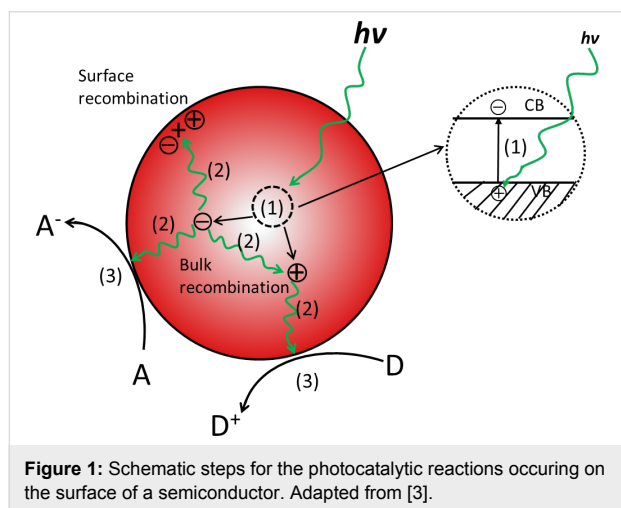 hν
hν
Surface
recombination
⊖ + ⊕
⊖
CB
(1)
⊕
VB
(2)
(1)
A⁻
(2)
⊖
(2)
(3)
Bulk
recombination
⊕
(2)
A
(3)
D
D⁺
Figure 1: Schematic steps for the photocatalytic reactions occuring on
the surface of a semiconductor. Adapted from [3].